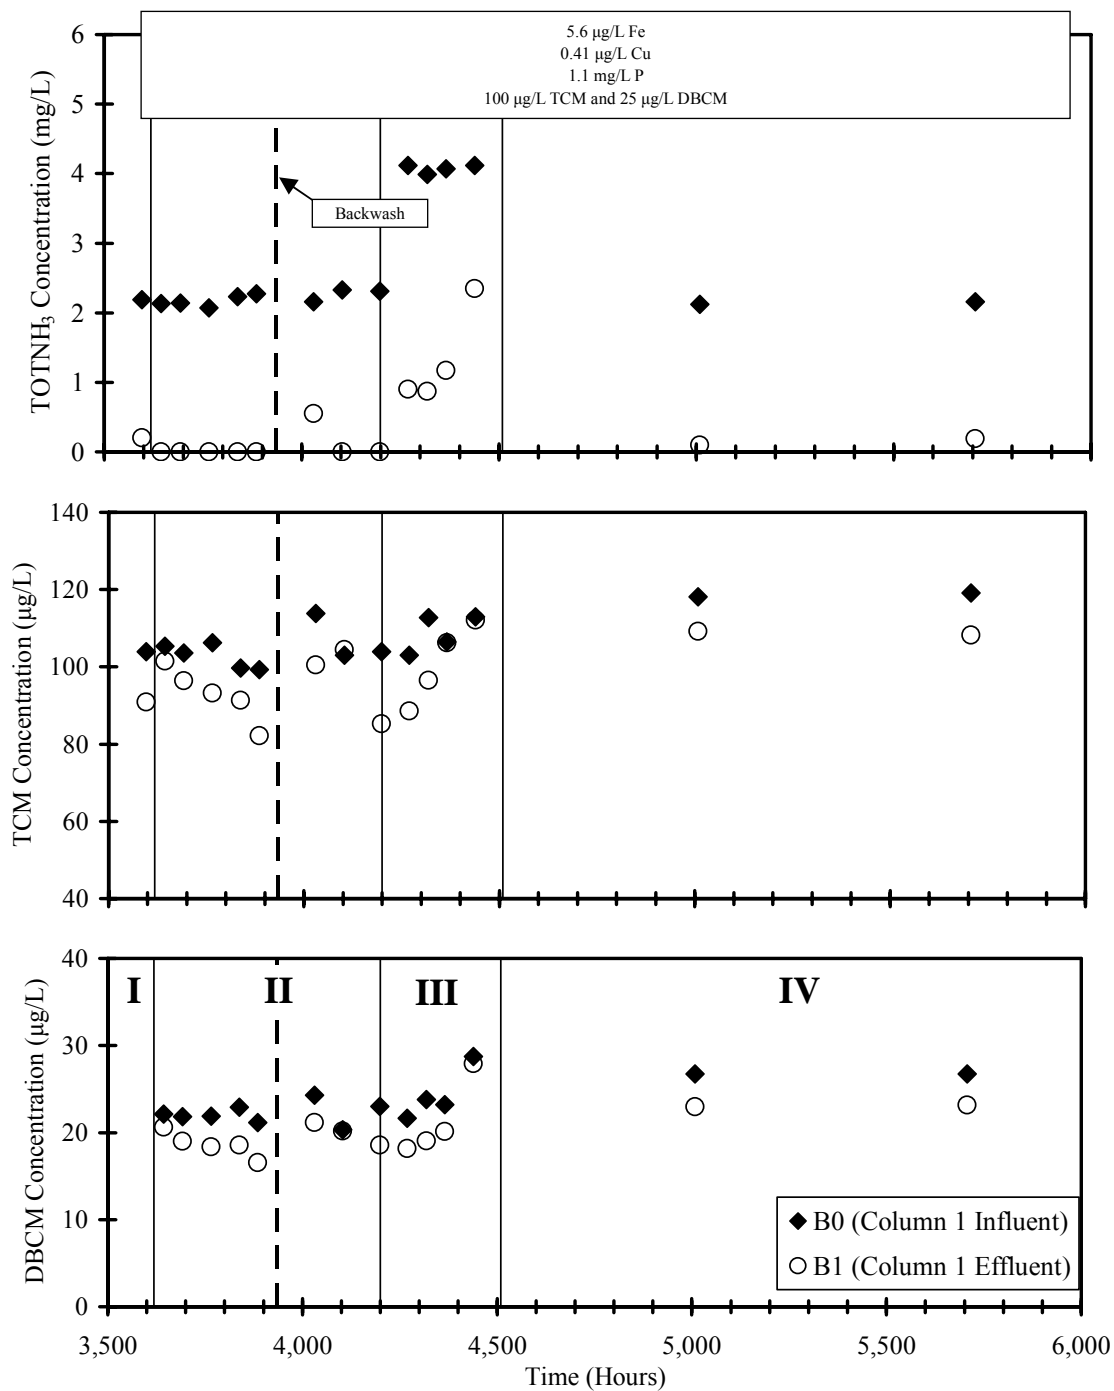 5.6 μg/L Fe
0.41 μg/L Cu
1.1 mg/L P
100 μg/L TCM and 25 μg/L DBCM
TOTNH3 Concentration (mg/L)
6
5
4
3
2
1
0
Backwash
TCM Concentration (μg/L)
140
120
100
80
60
40
DBCM Concentration (μg/L)
40
30
20
10
0
I II III IV
B0 (Column 1 Influent)
B1 (Column 1 Effluent)
3,500 4,000 4,500 5,000 5,500 6,000
Time (Hours)